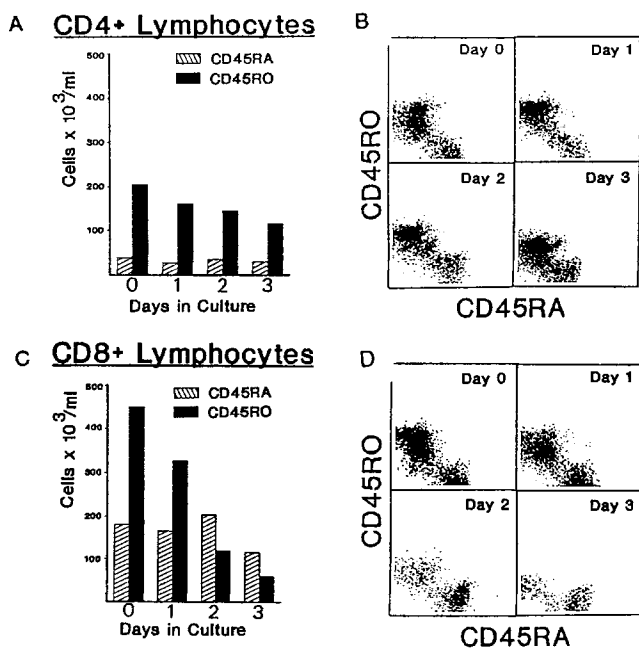 A CD4+ Lymphocytes
CD45RA
CD45RO
Cells x 10³/ml
500
400
300
200
100
0 1 2 3
Days in Culture
B
Day 0 Day 1
Day 2 Day 3
CD45RO
CD45RA
C CD8+ Lymphocytes
CD45RA
CD45RO
Cells x 10³/ml
500
400
300
200
100
0 1 2 3
Days in Culture
D
Day 0 Day 1
Day 2 Day 3
CD45RO
CD45RA